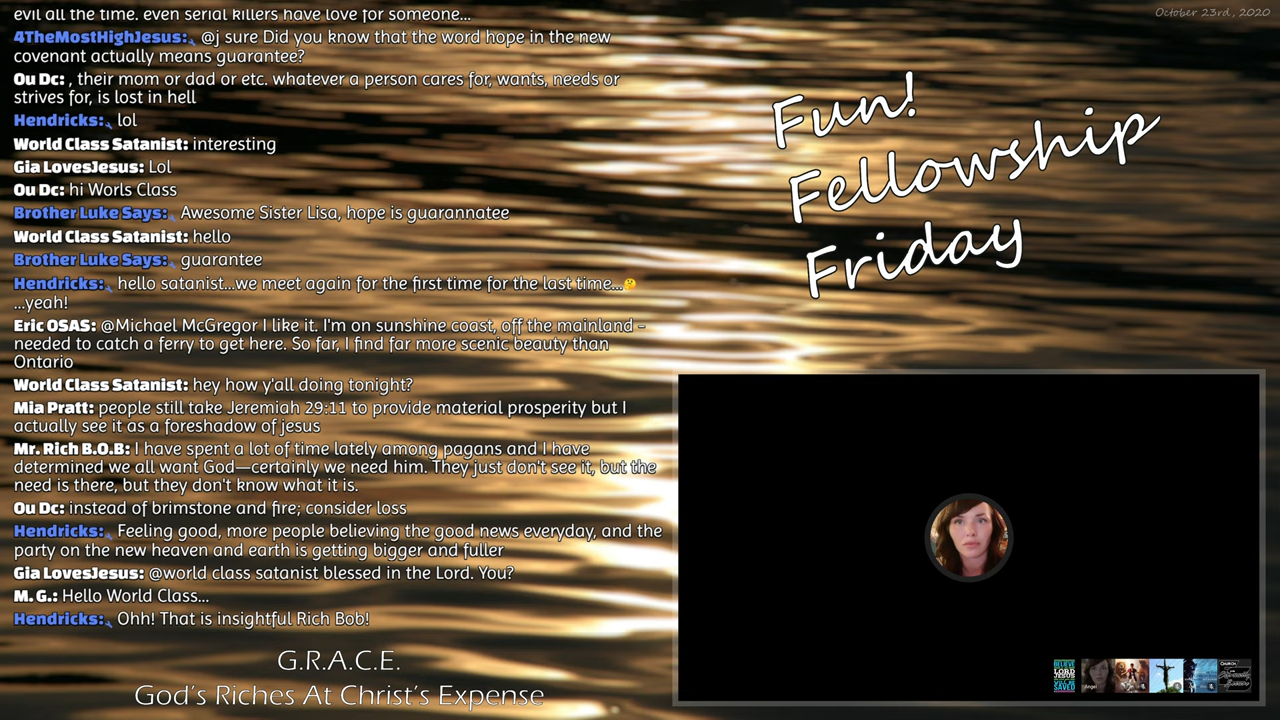 evil all the time. even serial killers have love for someone...
4TheMostHighJesus: @j sure Did you know that the word hope in the new
covenant actually means guarantee?
Ou Dc: , their mom or dad or etc. whatever a person cares for, wants, needs or
strives for, is lost in hell
Hendricks: lol
World Class Satanist: interesting
Gia LovesJesus: Lol
Ou Dc: hi Worls Class
Brother Luke Says: Awesome Sister Lisa, hope is guarannatee
World Class Satanist: hello
Brother Luke Says: guarantee
Hendricks: hello satanist...we meet again for the first time for the last time...🤔
...yeah!
Eric OSAS: @Michael McGregor I like it. I'm on sunshine coast, off the mainland -
needed to catch a ferry to get here. So far, I find far more scenic beauty than
Ontario
World Class Satanist: hey how y'all doing tonight?
Mia Pratt: people still take Jeremiah 29:11 to provide material prosperity but I
actually see it as a foreshadow of jesus
Mr. Rich B.O.B: I have spent a lot of time lately among pagans and I have
determined we all want God—certainly we need him. They just don't see it, but the
need is there, but they don't know what it is.
Ou Dc: instead of brimstone and fire; consider loss
Hendricks: Feeling good, more people believing the good news everyday, and the
party on the new heaven and earth is getting bigger and fuller
Gia LovesJesus: @world class satanist blessed in the Lord. You?
M. G.: Hello World Class...
Hendricks: Ohh! That is insightful Rich Bob!
G.R.A.C.E.
God's Riches At Christ's Expense
October 23rd, 2020
Fun!
Fellowship
Friday
BELIEVE
LORD
JESUS
SAVED
Angel
CHURCH